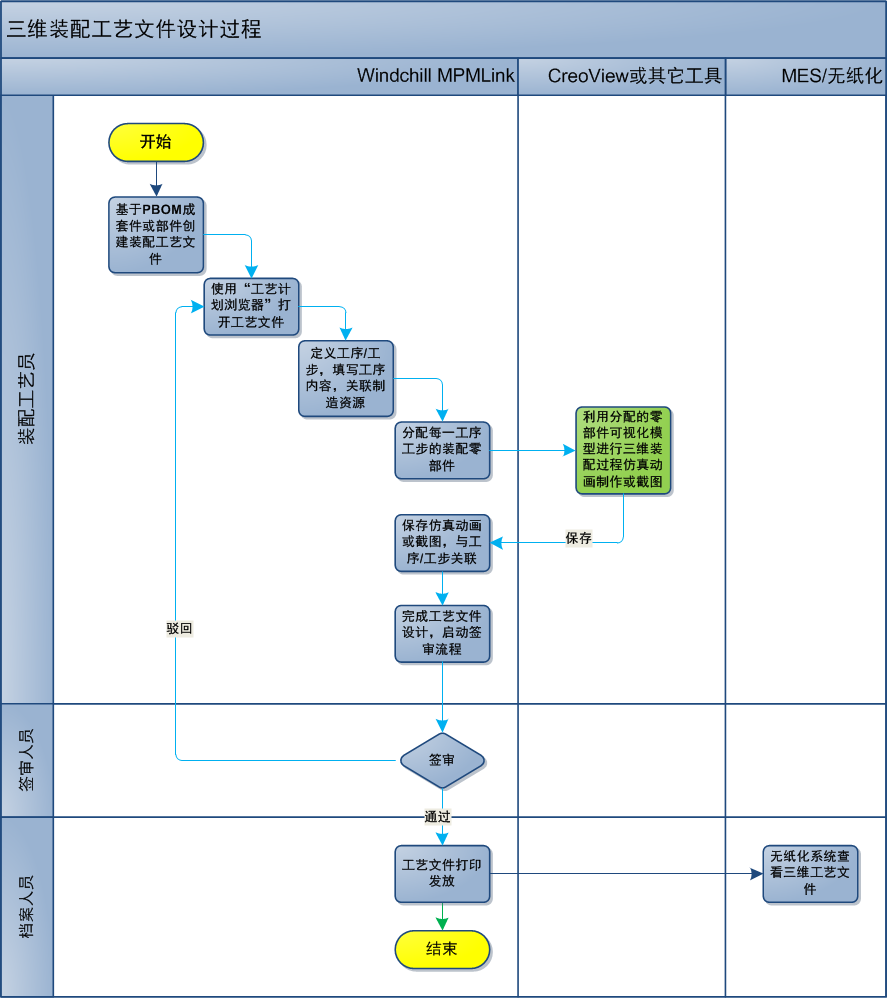 三维装配工艺文件设计过程
Windchill MPMLink
CreoView或其它工具
MES/无纸化
装配工艺员
开始
基于PBOM成
套件或部件创
建装配工艺文
件
使用“工艺计
划浏览器”打
开工艺文件
定义工序/工
步，填写工序
内容，关联制
造资源
分配每一工序
工步的装配零
部件
利用分配的零
部件可视化模
型进行三维装
配过程仿真动
画制作或截图
保存
保存仿真动画
或截图，与工
序/工步关联
完成工艺文件
设计，启动签
审流程
驳回
签审人员
签审
通过
档案人员
工艺文件打印
发放
无纸化系统查
看三维工艺文
件
结束